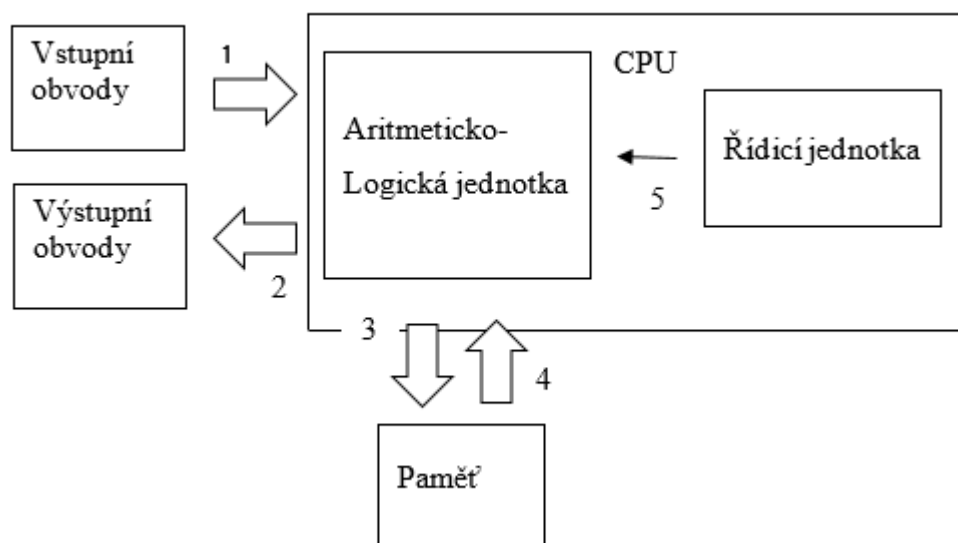 Vstupní
obvody
1
CPU
Aritmeticko-
Logická jednotka
Řídicí jednotka
5
Výstupní
obvody
2
3
4
Paměť